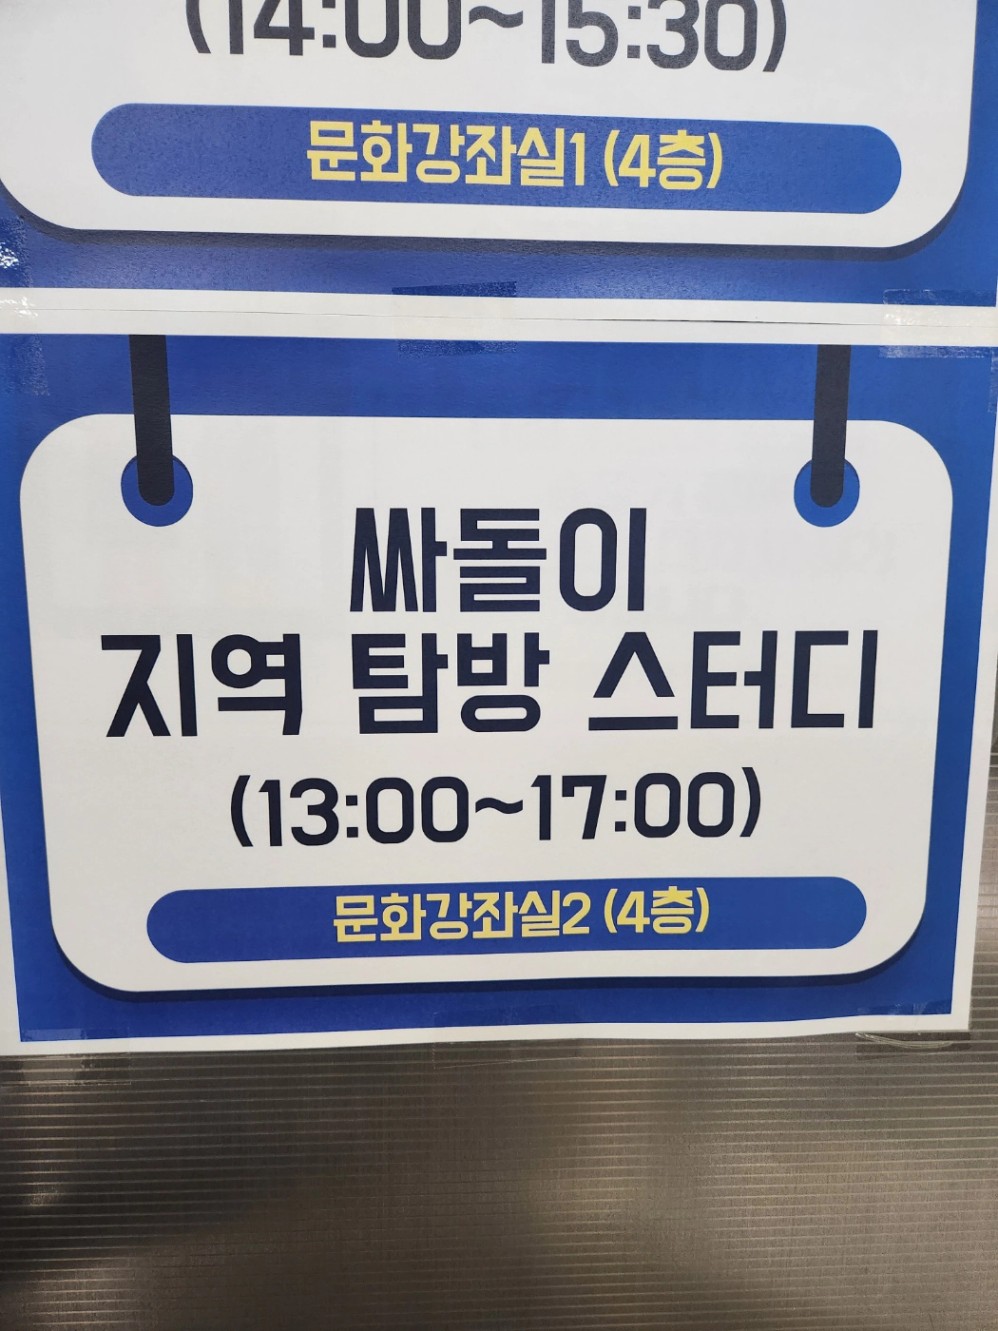 (14:00~15:30)
문화강좌실1 (4층)
싸돌이
지역 탐방 스터디
(13:00~17:00)
문화강좌실2 (4층)